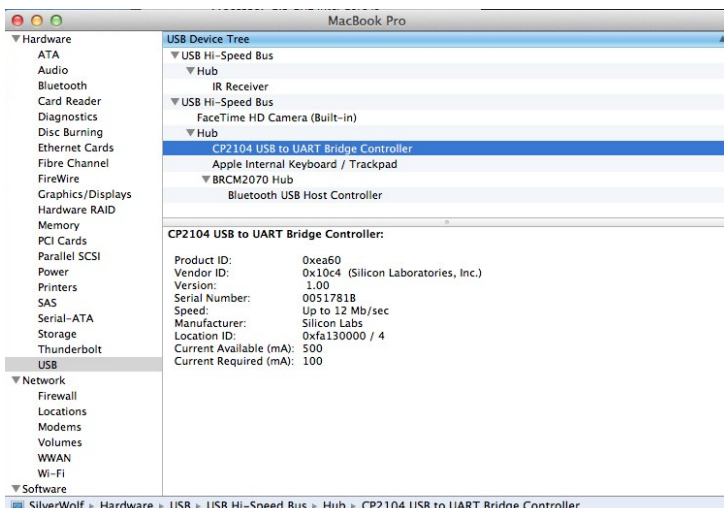 MacBook Pro
Hardware
ATA
Audio
Bluetooth
Card Reader
Diagnostics
Disc Burning
Ethernet Cards
Fibre Channel
FireWire
Graphics/Displays
Hardware RAID
Memory
PCI Cards
Parallel SCSI
Power
Printers
SAS
Serial-ATA
Storage
Thunderbolt
USB
Network
Firewall
Locations
Modems
Volumes
WWAN
Wi-Fi
Software
USB Device Tree
USB Hi-Speed Bus
Hub
IR Receiver
USB Hi-Speed Bus
FaceTime HD Camera (Built-in)
Hub
CP2104 USB to UART Bridge Controller
Apple Internal Keyboard / Trackpad
BRCM2070 Hub
Bluetooth USB Host Controller
CP2104 USB to UART Bridge Controller:
Product ID: 0xea60
Vendor ID: 0x10c4 (Silicon Laboratories, Inc.)
Version: 1.00
Serial Number: 0051781B
Speed: Up to 12 Mb/sec
Manufacturer: Silicon Labs
Location ID: 0xfa130000 / 4
Current Available (mA): 500
Current Required (mA): 100
SilverWolf ▸ Hardware ▸ USB ▸ USB Hi-Speed Bus ▸ Hub ▸ CP2104 USB to UART Bridge Controller